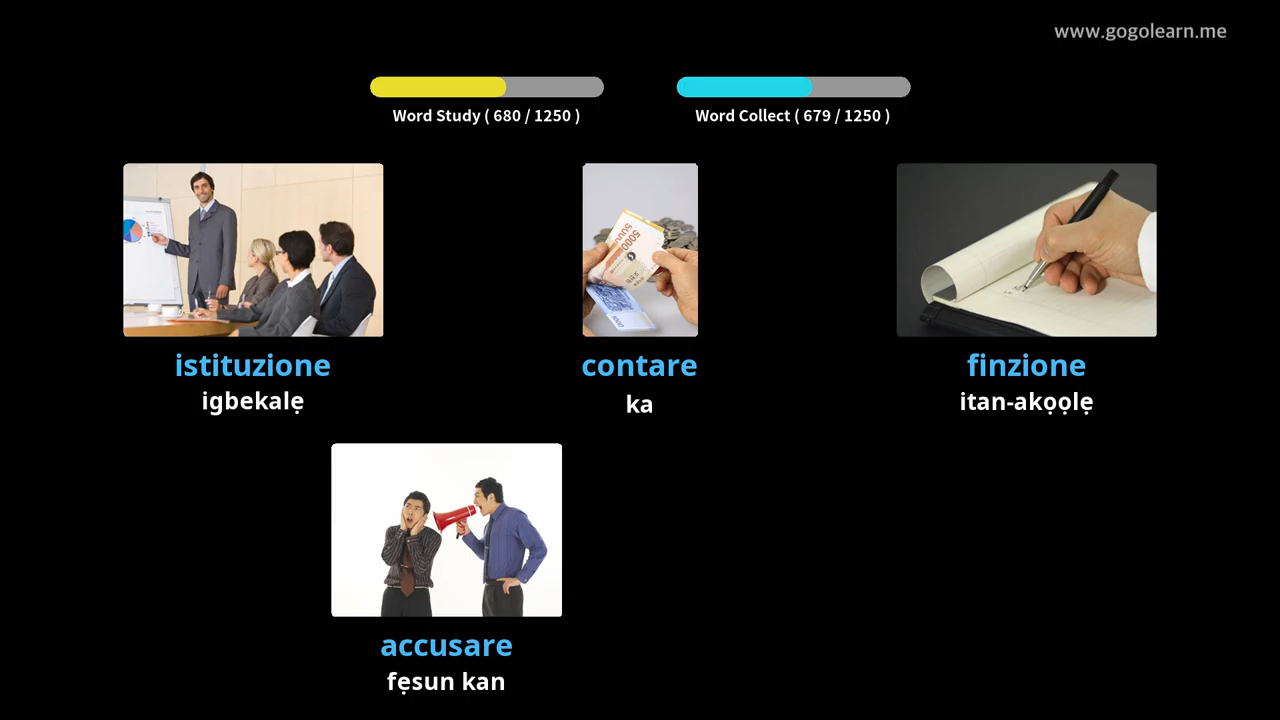 www.gogolearn.me
Word Study ( 680 / 1250 )
Word Collect ( 679 / 1250 )
istituzione
igbekalẹ
contare
ka
finzione
itan-akọọlẹ
accusare
fẹsun kan
5000